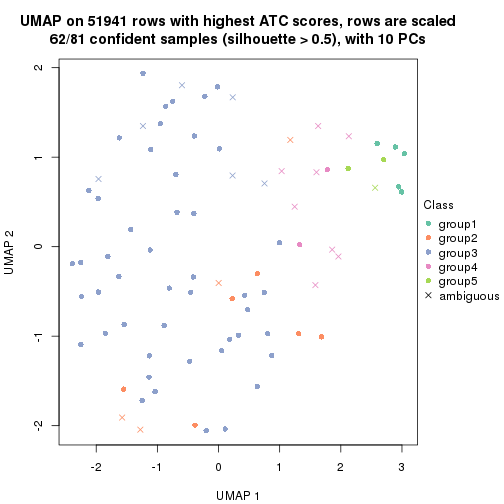 UMAP on 51941 rows with highest ATC scores, rows are scaled
62/81 confident samples (silhouette > 0.5), with 10 PCs
2
1
0
-1
-2
UMAP 2
-2
-1
0
1
2
3
UMAP 1
Class
group1
group2
group3
group4
group5
ambiguous